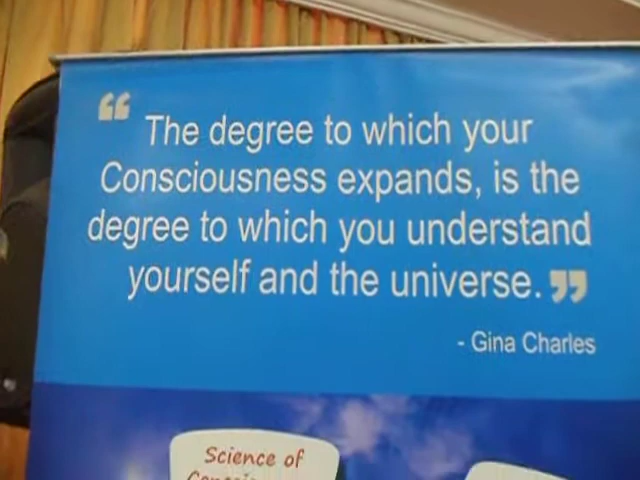 “ The degree to which your
Consciousness expands, is the
degree to which you understand
yourself and the universe. ”
- Gina Charles
Science of